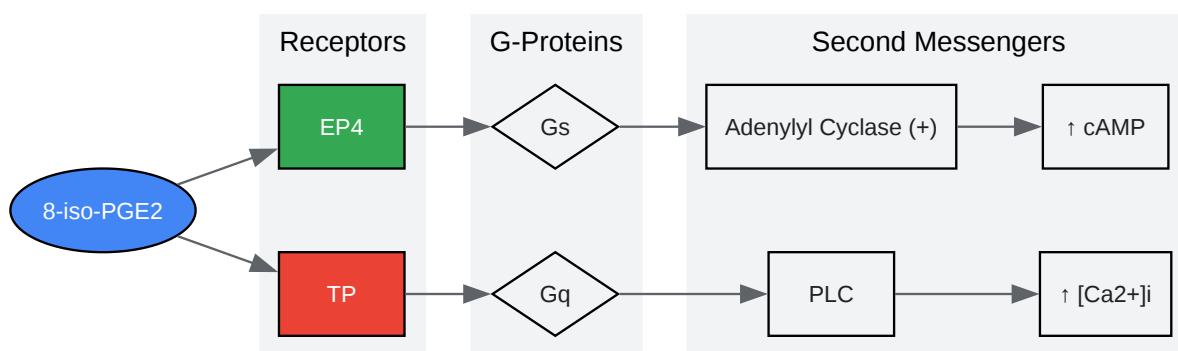 Receptors
G-Proteins
Second Messengers
EP4
Gs
Adenylyl Cyclase (+)
↑ cAMP
8-iso-PGE2
TP
Gq
PLC
↑ [Ca2+]i